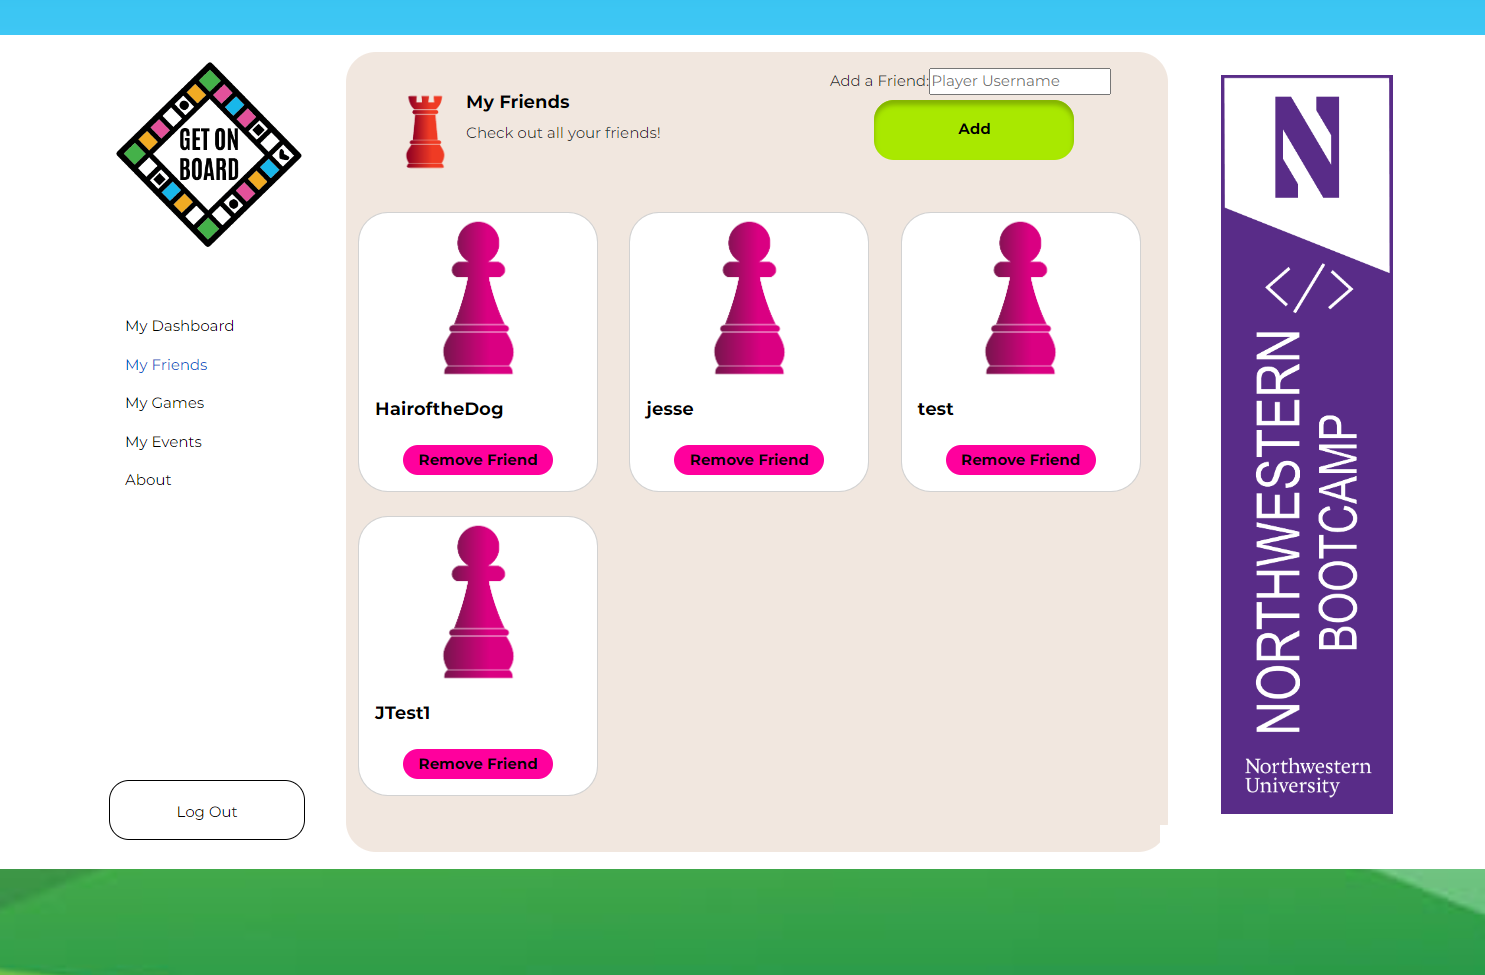 GET ON
BOARD
My Dashboard
My Friends
My Games
My Events
About
Log Out
My Friends
Check out all your friends!
Add a Friend:
Player Username
Add
HairoftheDog
Remove Friend
jesse
Remove Friend
test
Remove Friend
JTest1
Remove Friend
N
</>
NORTHWESTERN
BOOTCAMP
Northwestern
University